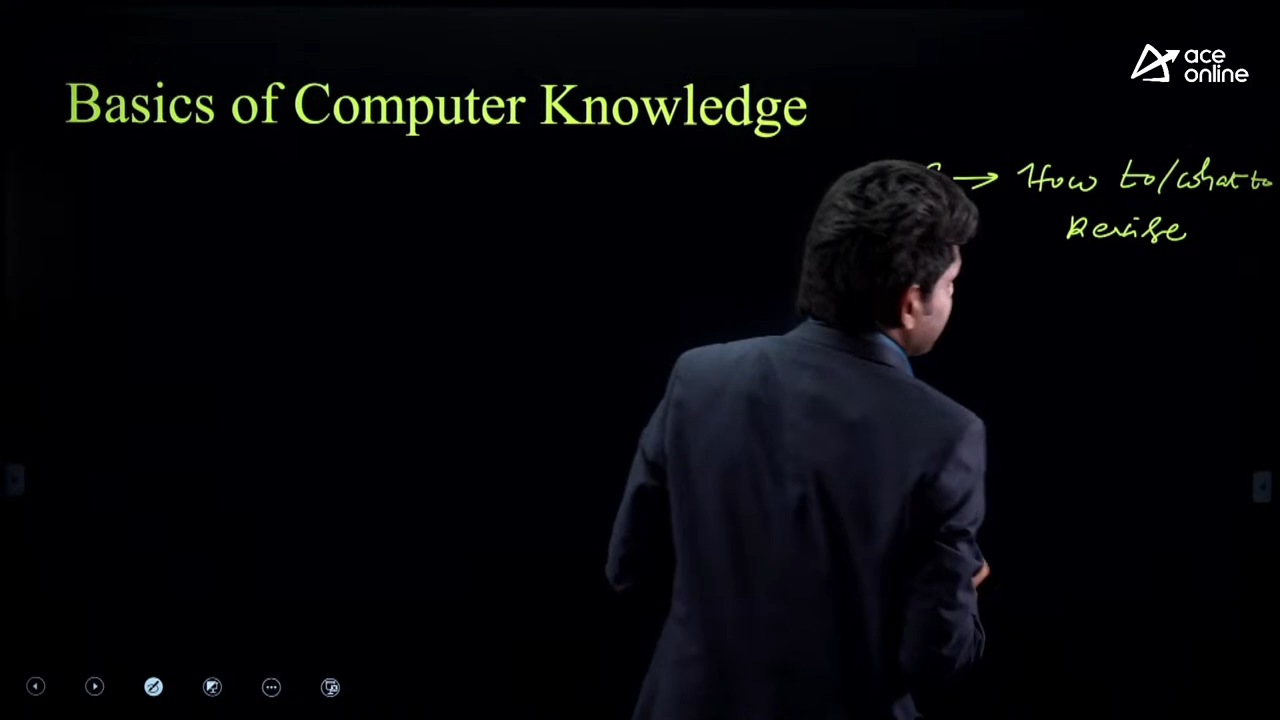 ace
online
Basics of Computer Knowledge
→ How to/what to
Revise